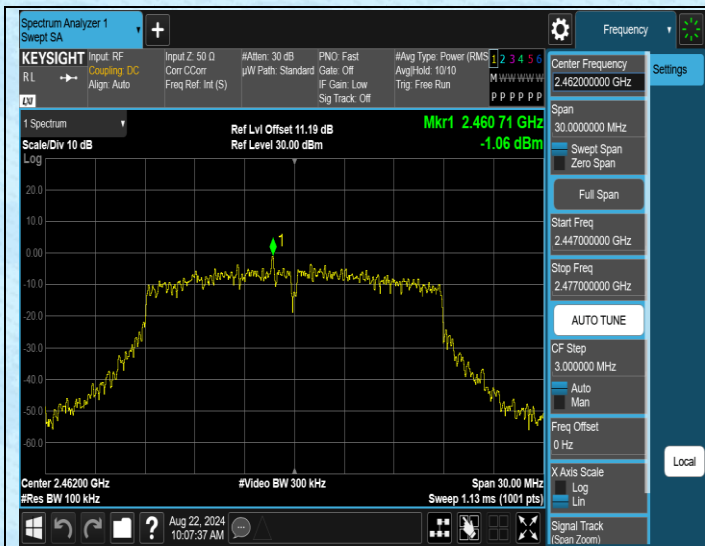 Spectrum Analyzer 1
Swept SA
Frequency
KEYSIGHT
RL
LXI
Input: RF
Coupling: DC
Align: Auto
Input Z: 50 Ω
Corr CCorr
Freq Ref: Int (S)
#Atten: 30 dB
µW Path: Standard
PNO: Fast
Gate: Off
IF Gain: Low
Sig Track: Off
#Avg Type: Power (RMS
Avg|Hold: 10/10
Trig: Free Run
1 2 3 4 5 6
M W W W W W
P P P P P P
1 Spectrum
Scale/Div 10 dB
Log
Ref Lvl Offset 11.19 dB
Ref Level 30.00 dBm
Mkr1 2.460 71 GHz
-1.06 dBm
1
20.0
10.0
0.00
-10.0
-20.0
-30.0
-40.0
-50.0
-60.0
Center 2.46200 GHz
#Res BW 100 kHz
#Video BW 300 kHz
Span 30.00 MHz
Sweep 1.13 ms (1001 pts)
Aug 22, 2024
10:07:37 AM
Center Frequency
2.462000000 GHz
Span
30.0000000 MHz
Swept Span
Zero Span
Full Span
Start Freq
2.447000000 GHz
Stop Freq
2.477000000 GHz
AUTO TUNE
CF Step
3.000000 MHz
Auto
Man
Freq Offset
0 Hz
X Axis Scale
Log
Lin
Signal Track
(Span Zoom)
Settings
Local